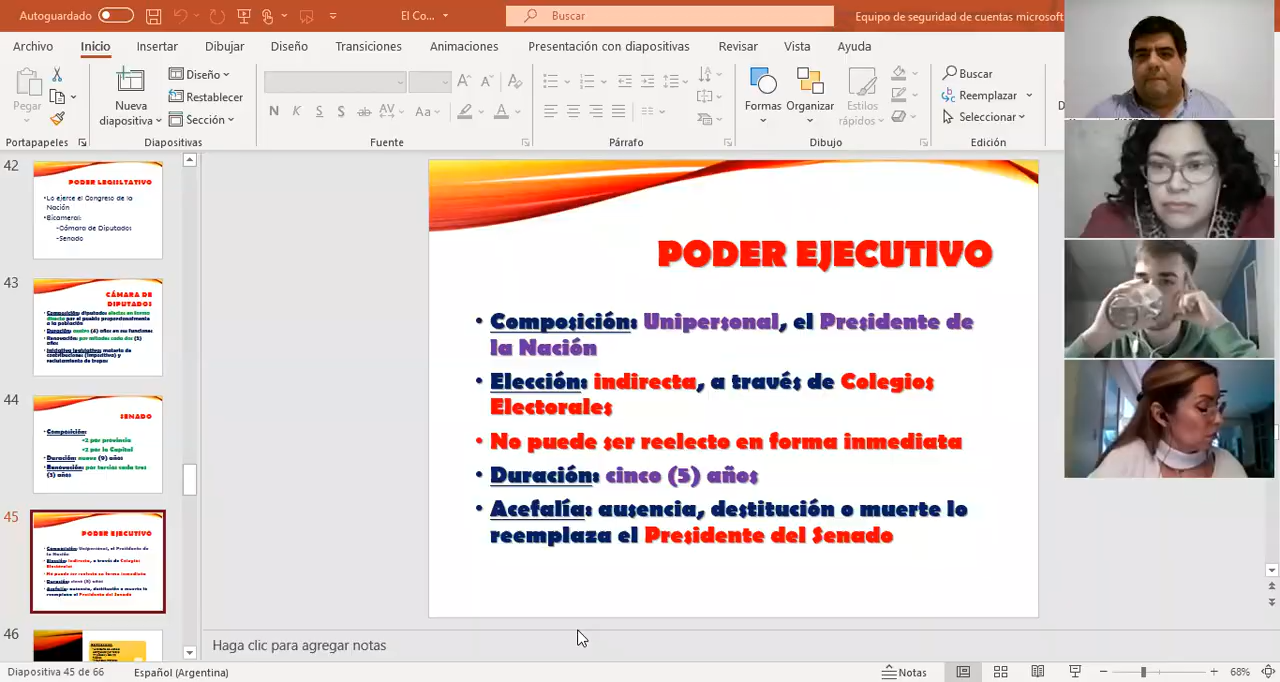 Autoguardado
El Co...
Buscar
Equipo de seguridad de cuentas microsoft
Archivo Inicio Insertar Dibujar Diseño Transiciones Animaciones Presentación con diapositivas Revisar Vista Ayuda
Pegar
Nueva diapositiva
Diseño
Restablecer
Sección
N K S S ab AV Aa A
Formas Organizar Estilos rápidos
Buscar
Reemplazar
Seleccionar
Portapapeles Diapositivas Fuente Párrafo Dibujo Edición
42
PODER LEGISLTATIVO
•Lo ejerce el Congreso de la
Nación
•Bicameral:
-Cámara de Diputados
-Senado
43
CÁMARA DE
DIPUTADOS
Composición: diputados electos en forma
directa por el pueblo proporcionalmente
a la población
Duración: cuatro (4) años en sus funciones
Renovación: por mitades cada dos (2)
años
Iniciativa legislativa: materia de
contribuciones (impositiva) y
reclutamiento de tropas
44
SENADO
Composición:
•2 por provincia
•2 por la Capital
Duración: nueve (9) años
Renovación: por tercios cada tres
(3) años
45
PODER EJECUTIVO
Composición: Unipersonal, el Presidente de
la Nación
Elección: indirecta, a través de Colegios
Electorales
No puede ser reelecto en forma inmediata
Duración: cinco (5) años
Acefalía: ausencia, destitución o muerte lo
reemplaza el Presidente del Senado
46
PODER EJECUTIVO
• Composición: Unipersonal, el Presidente de
la Nación
• Elección: indirecta, a través de Colegios
Electorales
• No puede ser reelecto en forma inmediata
• Duración: cinco (5) años
• Acefalía: ausencia, destitución o muerte lo
reemplaza el Presidente del Senado
Haga clic para agregar notas
Diapositiva 45 de 66 Español (Argentina) Notas 68%